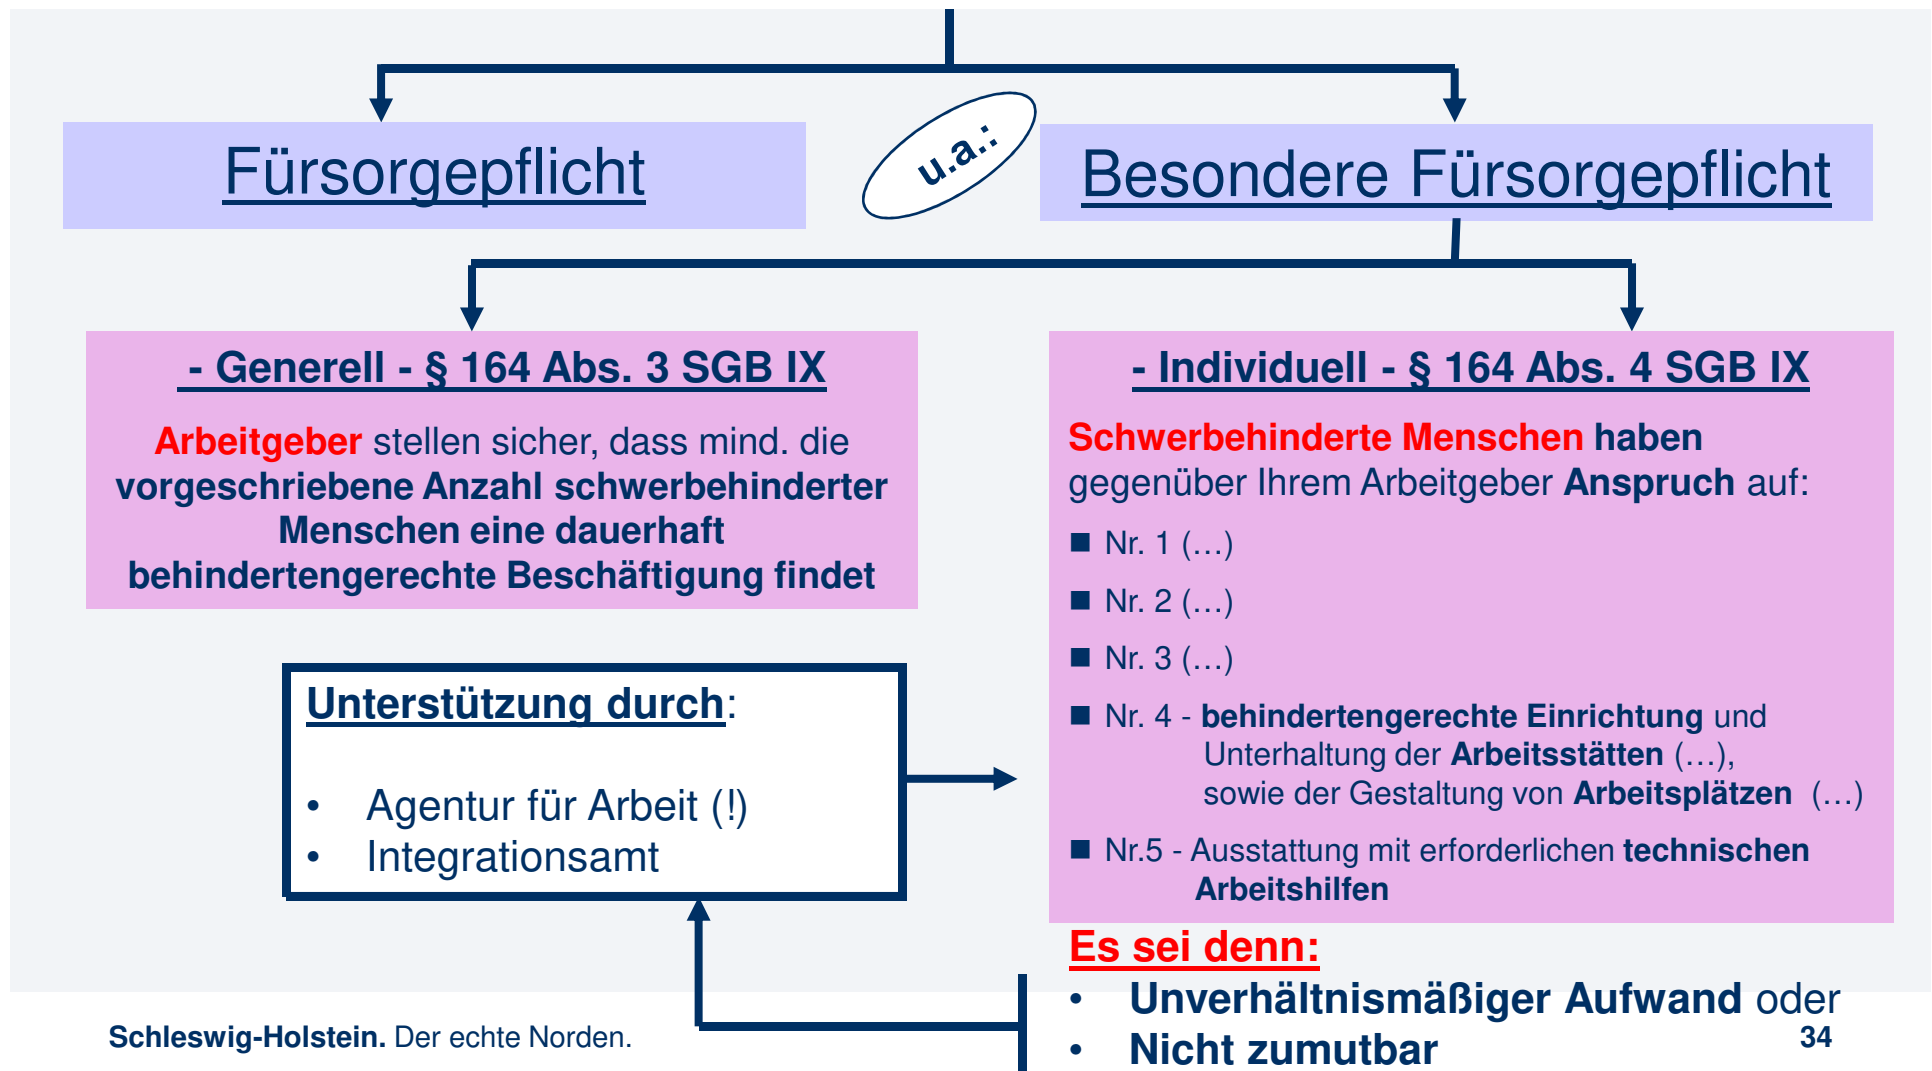 Fürsorgepflicht
u.a.:
Besondere Fürsorgepflicht
- Generell - § 164 Abs. 3 SGB IX
Arbeitgeber stellen sicher, dass mind. die
vorgeschriebene Anzahl schwerbehinderter
Menschen eine dauerhaft
behindertengerechte Beschäftigung findet
- Individuell - § 164 Abs. 4 SGB IX
Schwerbehinderte Menschen haben
gegenüber Ihrem Arbeitgeber Anspruch auf:
■ Nr. 1 (…)
■ Nr. 2 (…)
■ Nr. 3 (…)
■ Nr. 4 - behindertengerechte Einrichtung und
Unterhaltung der Arbeitsstätten (…),
sowie der Gestaltung von Arbeitsplätzen (…)
■ Nr.5 - Ausstattung mit erforderlichen technischen
Arbeitshilfen
Unterstützung durch:
• Agentur für Arbeit (!)
• Integrationsamt
Es sei denn:
• Unverhältnismäßiger Aufwand oder
• Nicht zumutbar
Schleswig-Holstein. Der echte Norden.
34